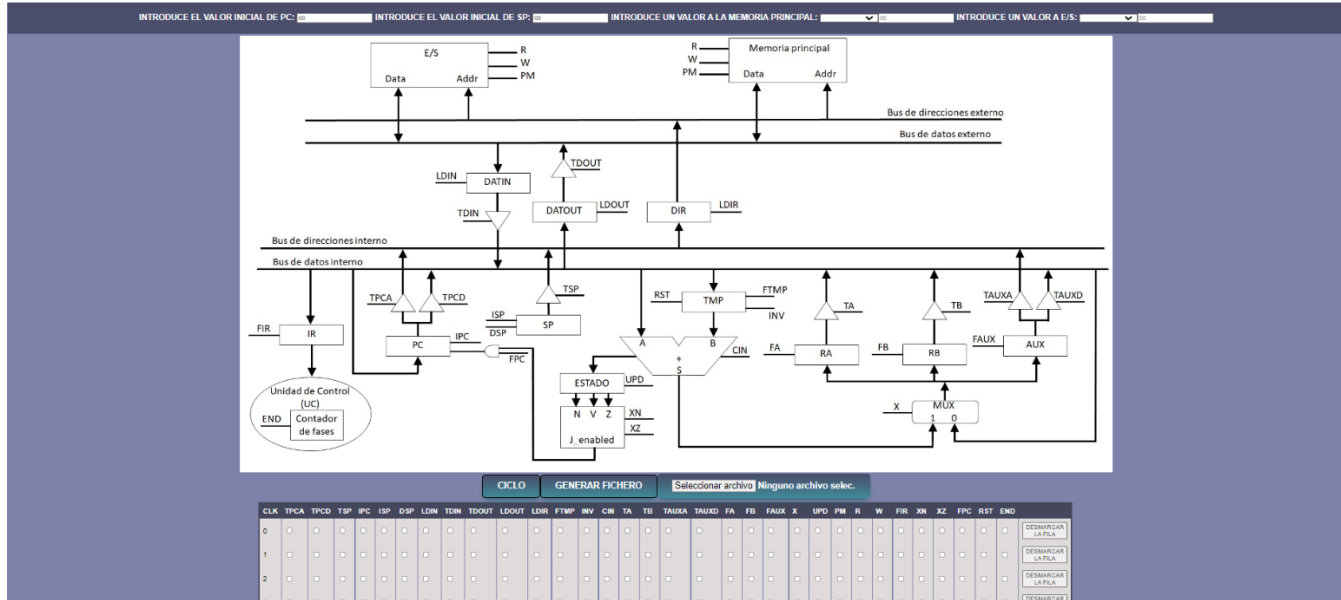 INTRODUCE EL VALOR INICIAL DE PC: 00 INTRODUCE EL VALOR INICIAL DE SP: 00 INTRODUCE UN VALOR A LA MEMORIA PRINCIPAL: 00 INTRODUCE UN VALOR A E/S: 00
E/S
R
W
PM
Data Addr
R
W
PM
Memoria principal
Data Addr
Bus de direcciones externo
Bus de datos externo
LDIN
DATIN
TDIN
TDOUT
DATOUT
LDOUT
DIR
LDIR
Bus de direcciones interno
Bus de datos interno
FIR
IR
TPCA
TPCD
PC
IPC
FPC
ISP
DSP
TSP
SP
RST
TMP
FTMP
INV
A B
+
S
CIN
TA
FA
RA
TB
FB
RB
TAUXA
TAUXD
FAUX
AUX
Unidad de Control
(UC)
END
Contador
de fases
ESTADO
UPD
N V Z
XN
XZ
J_enabled
X
MUX
1 0
CICLO GENERAR FICHERO Seleccionar archivo Ninguno archivo selec.
CLK TPCA TPCD TSP IPC ISP DSP LDIN TDIN TDOUT LDOUT LDIR FTMP INV CIN TA TB TAUXA TAUXD FA FB FAUX X UPD PM R W FIR XN XZ FPC RST END
0 DESMARCAR
LA FILA
1 DESMARCAR
LA FILA
2 DESMARCAR
LA FILA
DESMARCAR